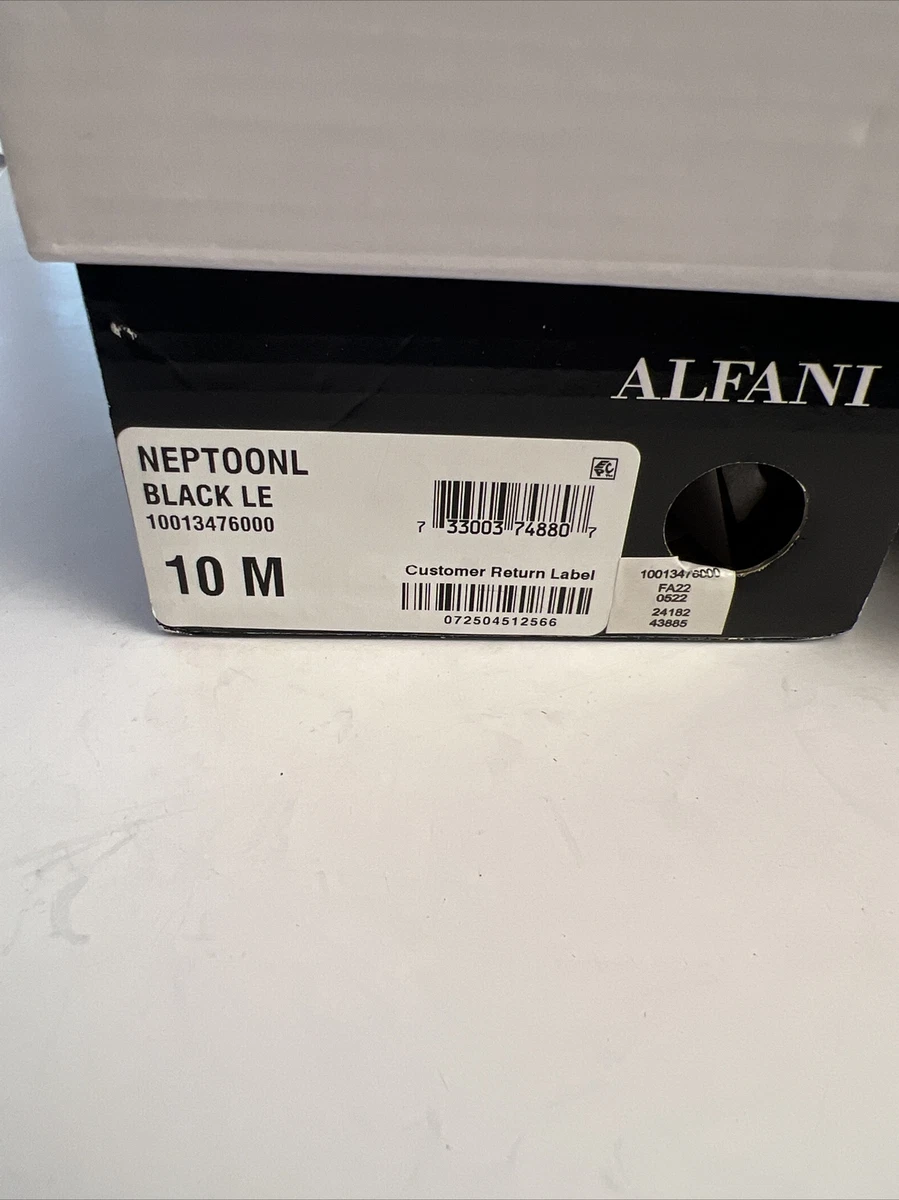 ALFANI
NEPTOONL
BLACK LE
10013476000
10 M
7 33003 74880 7
Customer Return Label
072504512566
10013476000
FA22
0522
24182
43885